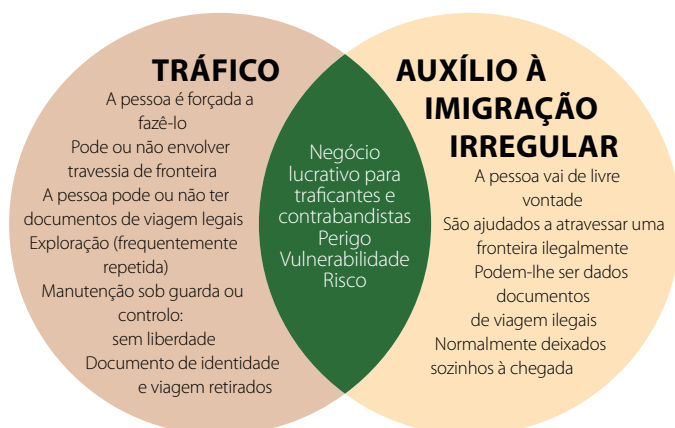 TRÁFICO
A pessoa é forçada a
fazê-lo
Pode ou não envolver
travessia de fronteira
A pessoa pode ou não ter
documentos de viagem legais
Exploração (frequentemente
repetida)
Manutenção sob guarda ou
controlo:
sem liberdade
Documento de identidade
e viagem retirados
Negócio
lucrativo para
traficantes e
contrabandistas
Perigo
Vulnerabilidade
Risco
AUXÍLIO À
IMIGRAÇÃO
IRREGULAR
A pessoa vai de livre
vontade
São ajudados a atravessar uma
fronteira ilegalmente
Podem-lhe ser dados
documentos
de viagem ilegais
Normalmente deixados
sozinhos à chegada